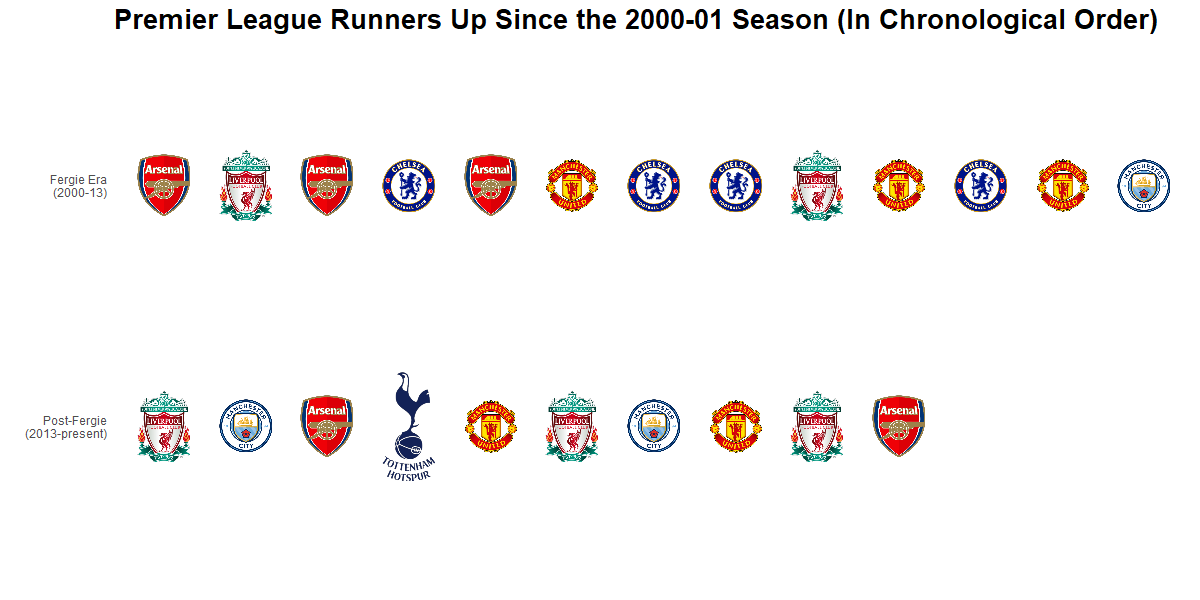 Premier League Runners Up Since the 2000-01 Season (In Chronological Order)
Fergie Era
(2000-13)
Arsenal
LIVERPOOL
Arsenal
CHELSEA
FOOTBALL CLUB
Arsenal
MANCHESTER
UNITED
CHELSEA
FOOTBALL CLUB
CHELSEA
FOOTBALL CLUB
LIVERPOOL
MANCHESTER
UNITED
CHELSEA
FOOTBALL CLUB
MANCHESTER
UNITED
MANCHESTER
CITY
Post-Fergie
(2013-present)
LIVERPOOL
MANCHESTER
CITY
Arsenal
TOTTENHAM
HOTSPUR
MANCHESTER
UNITED
LIVERPOOL
MANCHESTER
CITY
MANCHESTER
UNITED
LIVERPOOL
Arsenal